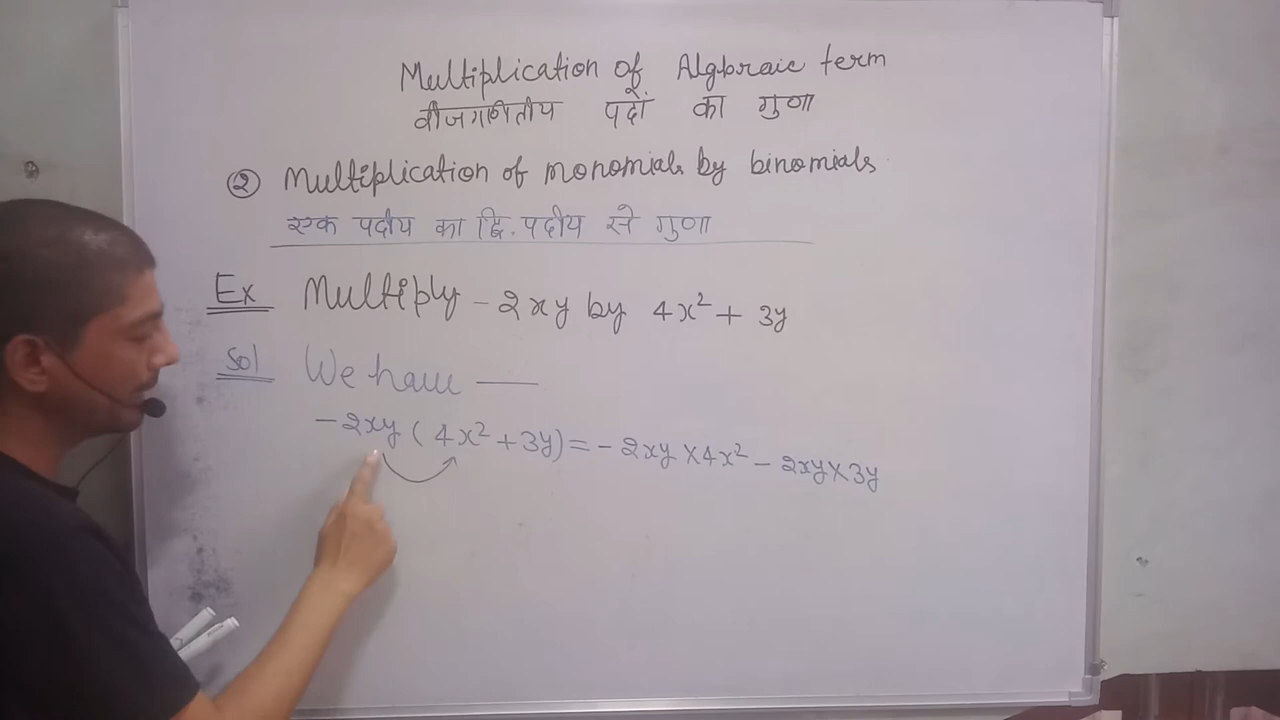 Multiplication of Algbraic term
बीजगणितीय पदों का गुणा
② Multiplication of monomials by binomials.
एक पदीय का द्वि. पदीय से गुणा
Ex Multiply - 2xy by 4x² + 3y
Sol We have —
-2xy ( 4x² + 3y) = - 2xy × 4x² - 2xy × 3y